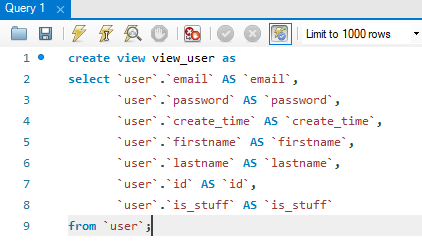 Query 1
Limit to 1000 rows
1 create view view_user as
2 select `user`.`email` AS `email`,
3 `user`.`password` AS `password`,
4 `user`.`create_time` AS `create_time`,
5 `user`.`firstname` AS `firstname`,
6 `user`.`lastname` AS `lastname`,
7 `user`.`id` AS `id`,
8 `user`.`is_stuff` AS `is_stuff`
9 from `user`;